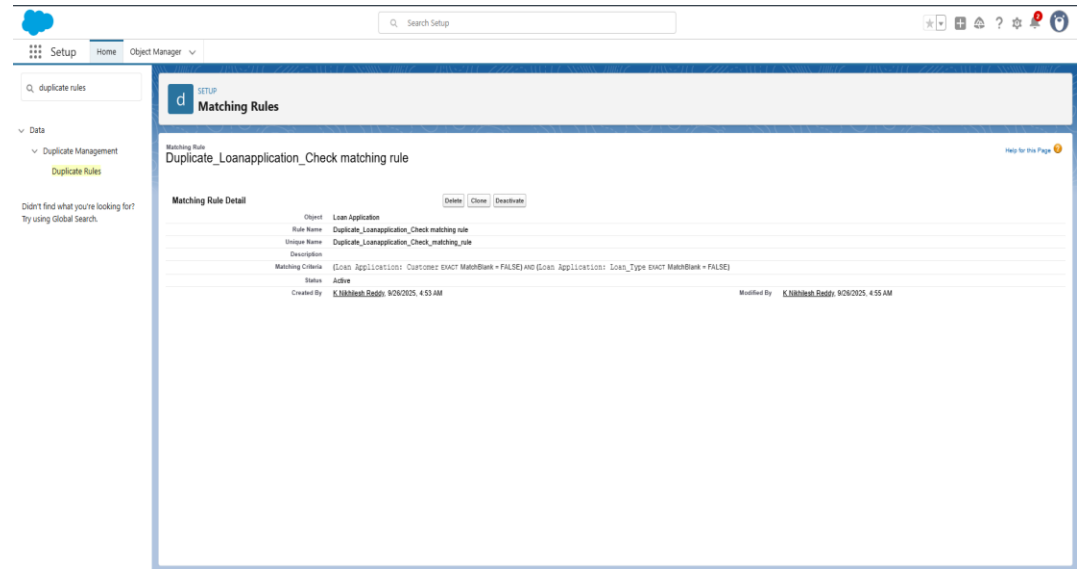 Search Setup
2
Setup Home Object Manager
duplicate rules
Data
Duplicate Management
Duplicate Rules
Didn't find what you're looking for?
Try using Global Search.
d
SETUP
Matching Rules
Matching Rule
Duplicate_Loanapplication_Check matching rule
Help for this Page
Matching Rule Detail
Delete Clone Deactivate
Object Loan Application
Rule Name Duplicate_Loanapplication_Check matching rule
Unique Name Duplicate_Loanapplication_Check_matching_rule
Description
Matching Criteria (Loan Application: Customer EXACT MatchBlank = FALSE) AND (Loan Application: Loan_Type EXACT MatchBlank = FALSE)
Status Active
Created By K Nikhilesh Reddy, 9/26/2025, 4:53 AM Modified By K Nikhilesh Reddy, 9/26/2025, 4:55 AM